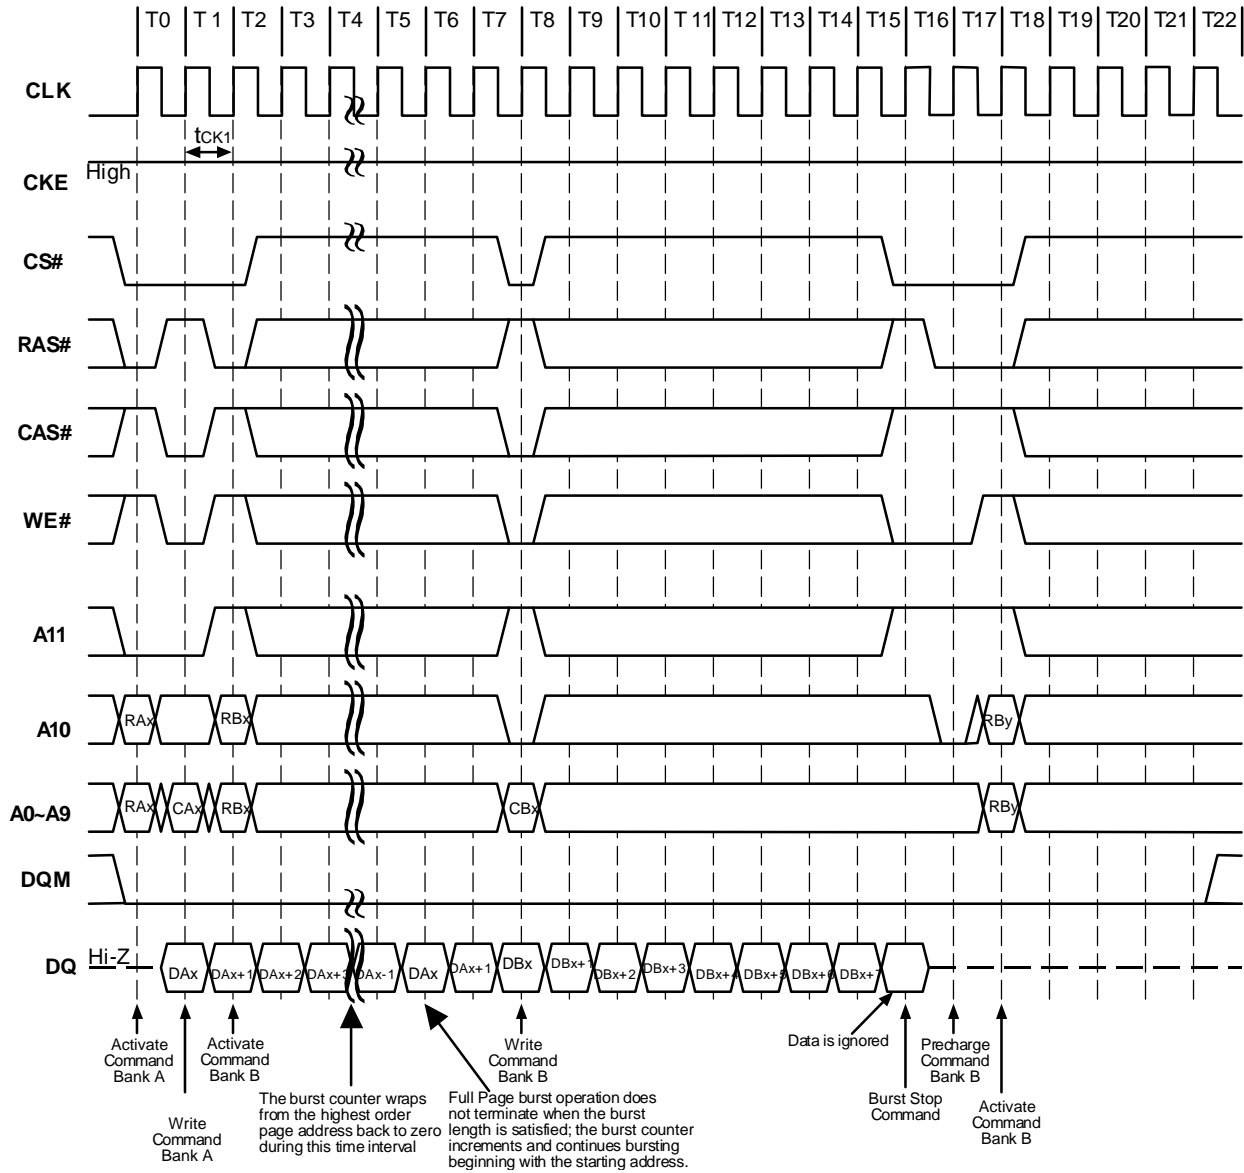 T0 T 1 T2 T3 T4 T5 T6 T7 T8 T9 T10 T 11 T12 T13 T14 T15 T16 T17 T18 T19 T20 T21 T22
CLK
tCK1
High
CKE
CS#
RAS#
CAS#
WE#
A11
A10
RAx RBx RBy
A0~A9
RAx CAx RBx CBx RBy
DQM
DQ
Hi-Z
DAx DAx+1 DAx+2 DAx+3 DAx-1 DAx DAx+1 DBx DBx+1 DBx+2 DBx+3 DBx+4 DBx+5 DBx+6 DBx+7
Activate
Command
Bank A
Write
Command
Bank A
Activate
Command
Bank B
The burst counter wraps
from the highest order
page address back to zero
during this time interval
Full Page burst operation does
not terminate when the burst
length is satisfied; the burst counter
increments and continues bursting
beginning with the starting address.
Write
Command
Bank B
Data is ignored
Burst Stop
Command
Precharge
Command
Bank B
Activate
Command
Bank B